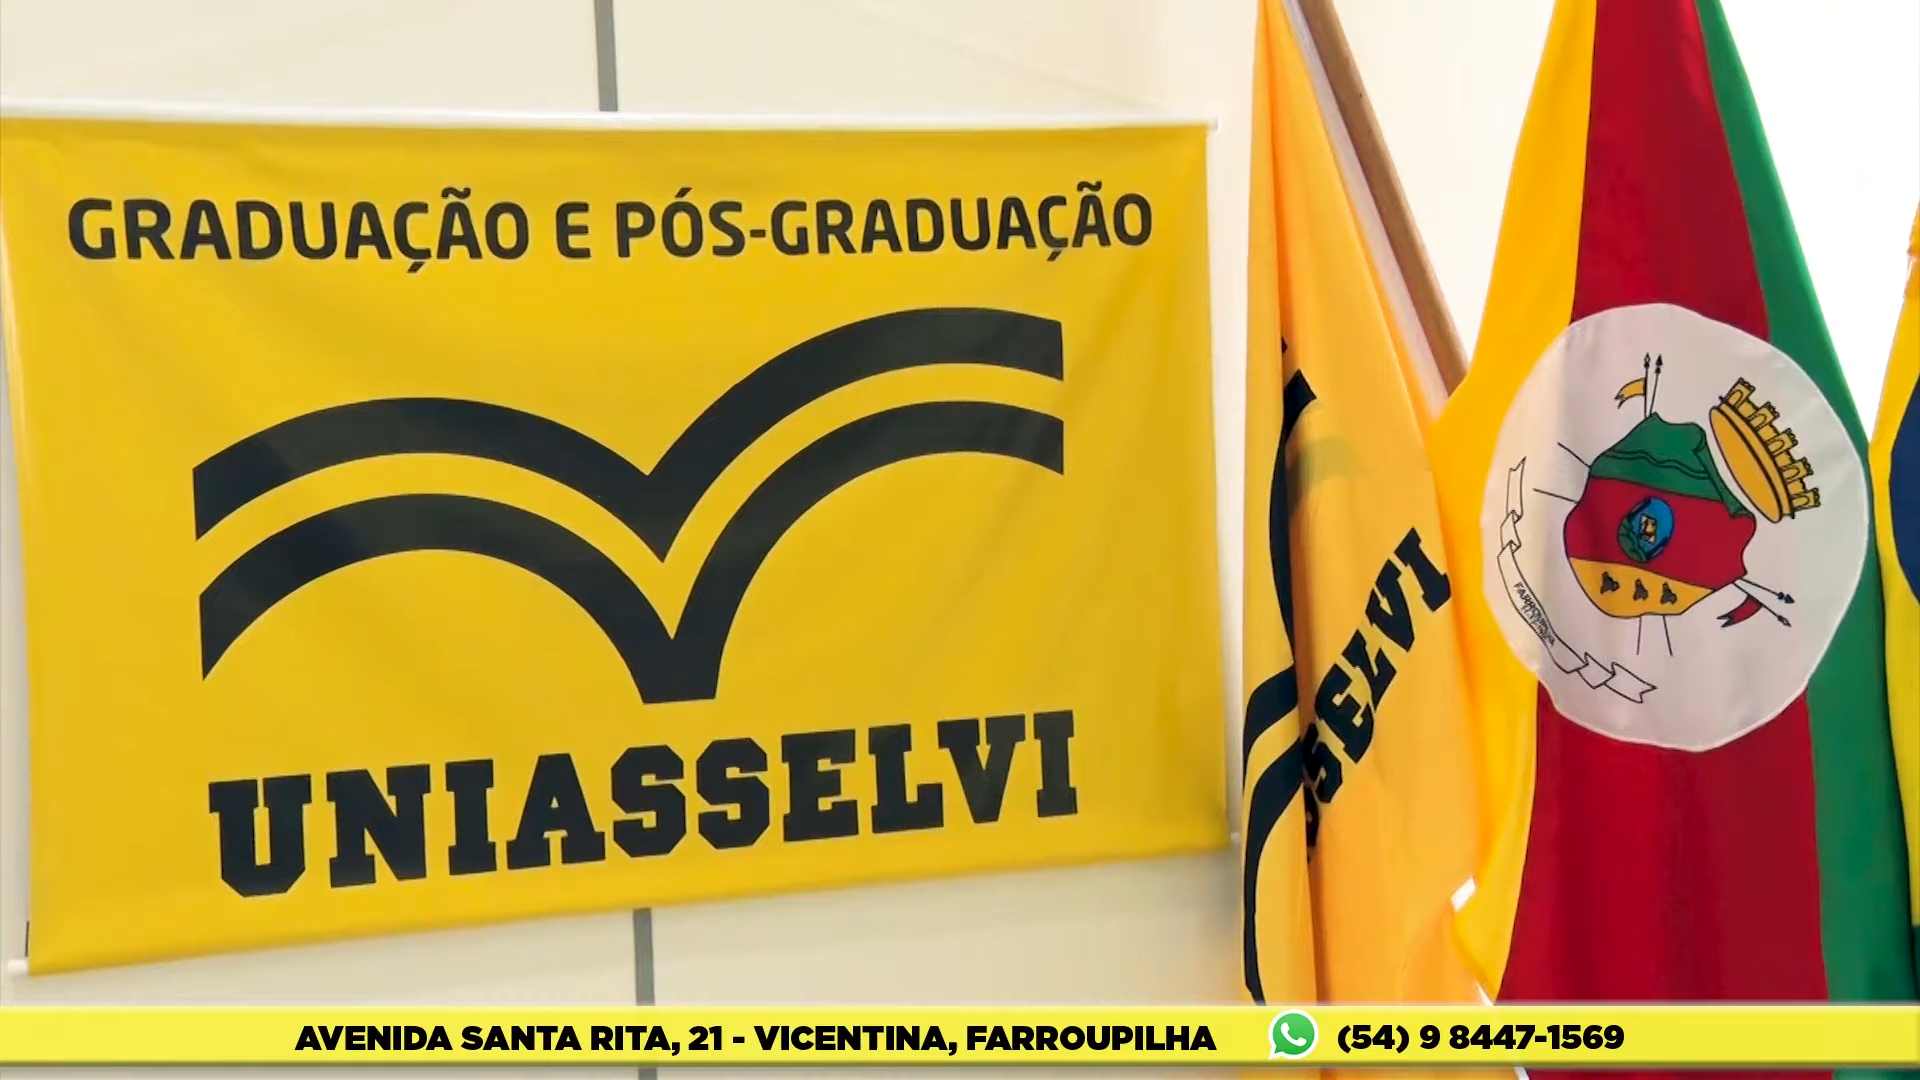 GRADUAÇÃO E PÓS-GRADUAÇÃO
UNIASSELVI
SSELVI
AVENIDA SANTA RITA, 21 - VICENTINA, FARROUPILHA (54) 9 8447-1569